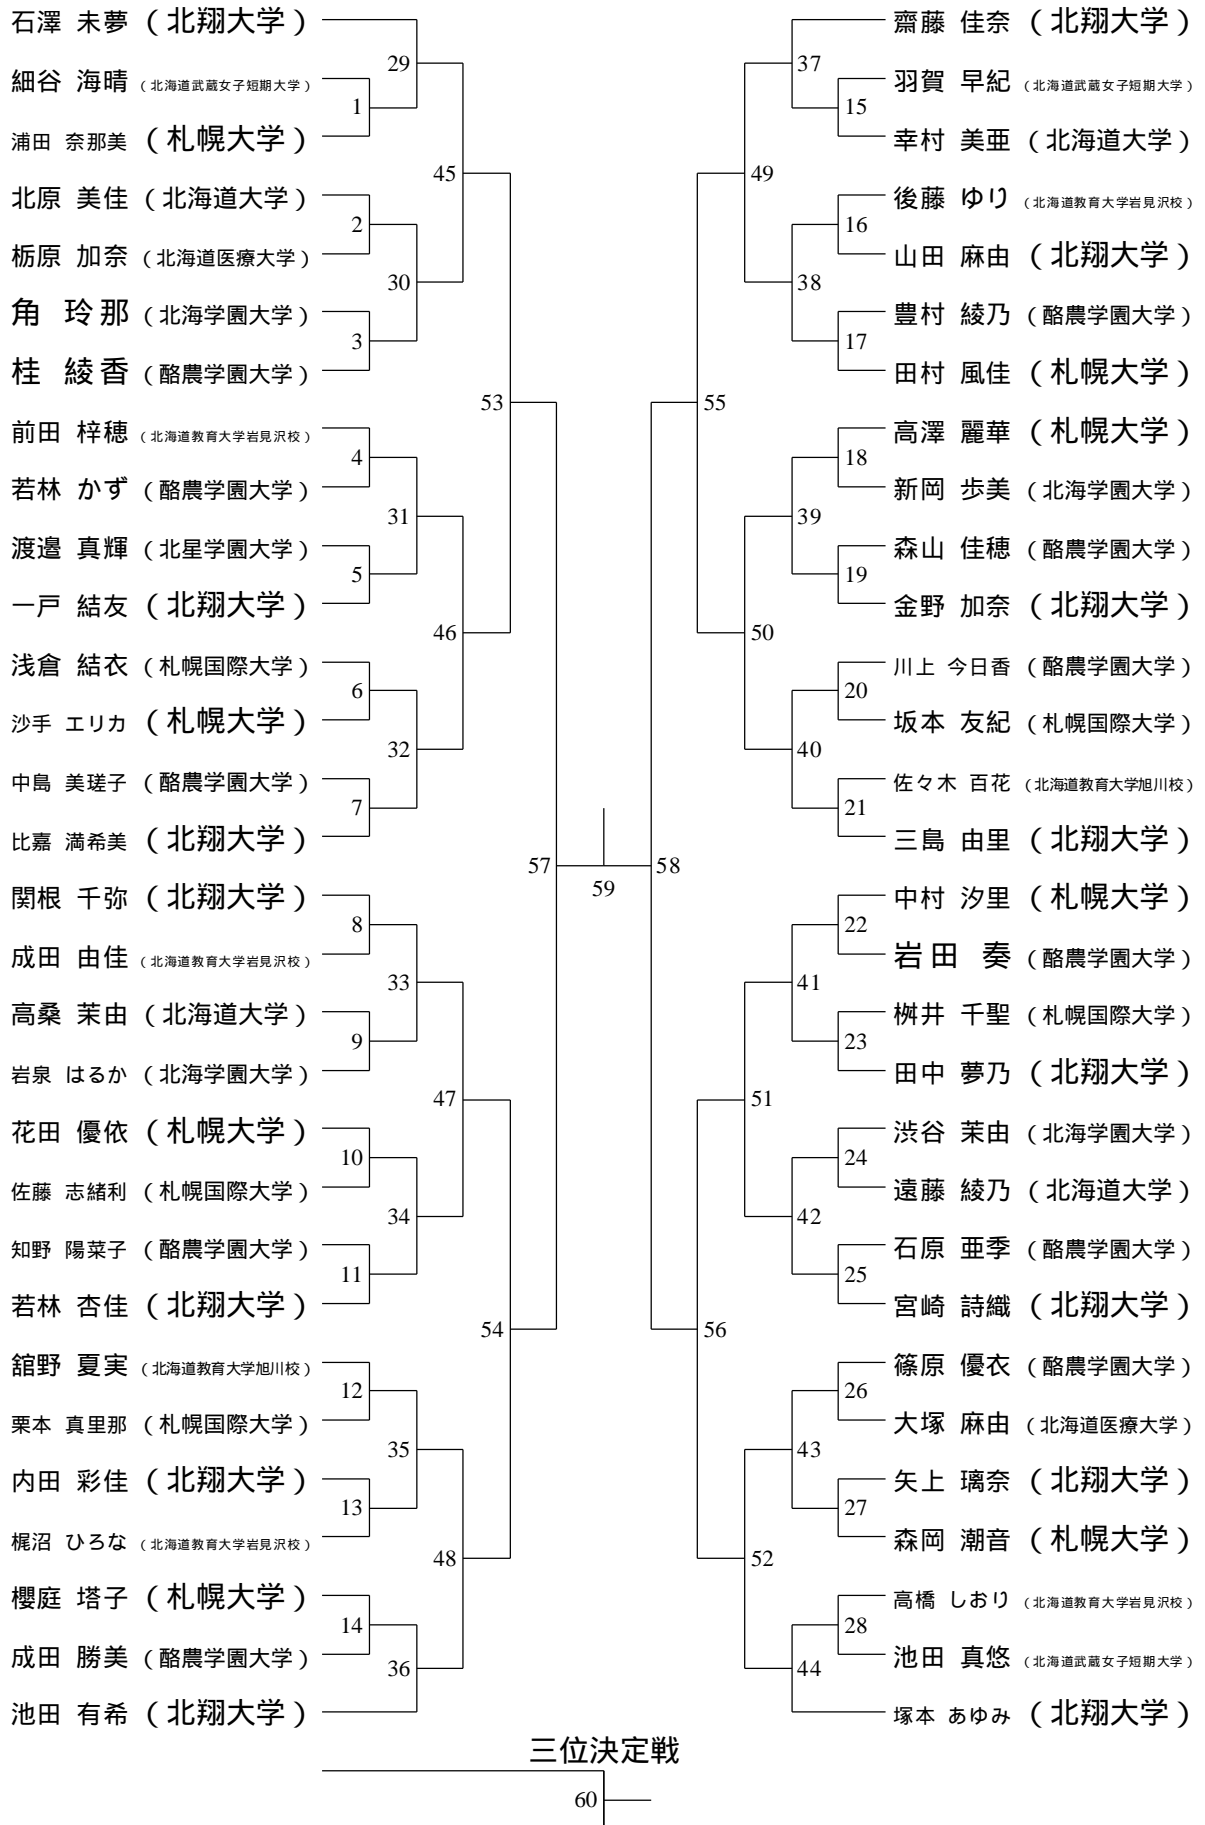 石澤 未夢 (北翔大学)
29
細谷 海晴 (北海道武蔵女子短期大学)
1
浦田 奈那美 (札幌大学)
45
北原 美佳 (北海道大学)
2
栃原 加奈 (北海道医療大学)
30
角 玲那 (北海学園大学)
3
桂 綾香 (酪農学園大学)
53
前田 梓穂 (北海道教育大学岩見沢校)
4
若林 かず (酪農学園大学)
31
渡邉 真輝 (北星学園大学)
5
一戸 結友 (北翔大学)
46
浅倉 結衣 (札幌国際大学)
6
沙手 エリカ (札幌大学)
32
中島 美瑳子 (酪農学園大学)
7
比嘉 満希美 (北翔大学)
57
関根 千弥 (北翔大学)
8
成田 由佳 (北海道教育大学岩見沢校)
33
高桑 茉由 (北海道大学)
9
岩泉 はるか (北海学園大学)
47
花田 優依 (札幌大学)
10
佐藤 志緒利 (札幌国際大学)
34
知野 陽菜子 (酪農学園大学)
11
若林 杏佳 (北翔大学)
54
舘野 夏実 (北海道教育大学旭川校)
12
栗本 真里那 (札幌国際大学)
35
内田 彩佳 (北翔大学)
13
梶沼 ひろな (北海道教育大学岩見沢校)
48
櫻庭 塔子 (札幌大学)
14
成田 勝美 (酪農学園大学)
36
池田 有希 (北翔大学)
59
齋藤 佳奈 (北翔大学)
37
羽賀 早紀 (北海道武蔵女子短期大学)
15
幸村 美亜 (北海道大学)
49
後藤 ゆり (北海道教育大学岩見沢校)
16
山田 麻由 (北翔大学)
38
豊村 綾乃 (酪農学園大学)
17
田村 風佳 (札幌大学)
55
高澤 麗華 (札幌大学)
18
新岡 歩美 (北海学園大学)
39
森山 佳穂 (酪農学園大学)
19
金野 加奈 (北翔大学)
50
川上 今日香 (酪農学園大学)
20
坂本 友紀 (札幌国際大学)
40
佐々木 百花 (北海道教育大学旭川校)
21
三島 由里 (北翔大学)
58
中村 汐里 (札幌大学)
22
岩田 奏 (酪農学園大学)
41
桝井 千聖 (札幌国際大学)
23
田中 夢乃 (北翔大学)
51
渋谷 茉由 (北海学園大学)
24
遠藤 綾乃 (北海道大学)
42
石原 亜季 (酪農学園大学)
25
宮崎 詩織 (北翔大学)
56
篠原 優衣 (酪農学園大学)
26
大塚 麻由 (北海道医療大学)
43
矢上 璃奈 (北翔大学)
27
森岡 潮音 (札幌大学)
52
高橋 しおり (北海道教育大学岩見沢校)
28
池田 真悠 (北海道武蔵女子短期大学)
44
塚本 あゆみ (北翔大学)
三位決定戦
60